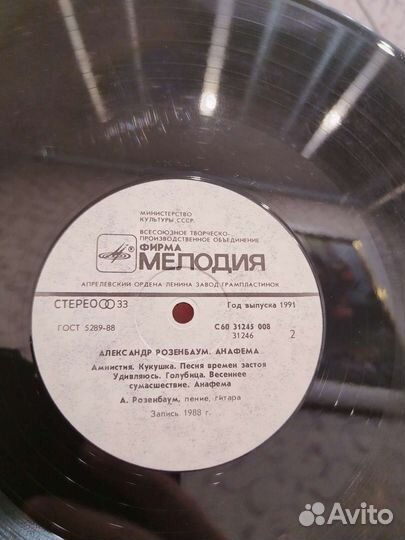 МИНИСТЕРСТВО
КУЛЬТУРЫ СССР
ВСЕСОЮЗНОЕ ТВОРЧЕСКО-
ПРОИЗВОДСТВЕННОЕ ОБЪЕДИНЕНИЕ
ФИРМА
МЕЛОДИЯ
АПРЕЛЕВСКИЙ ОРДЕНА ЛЕНИНА ЗАВОД ГРАМПЛАСТИНОК
СТЕРЕО 33
Год выпуска 1991
ГОСТ 5289-88
С60 31245 008
31246
2
АЛЕКСАНДР РОЗЕНБАУМ. АНАФЕМА
Амнистия. Кукушка. Песня времен застоя
Удивляюсь. Голубица. Весеннее
сумасшествие. Анафема
А. Розенбаум, пение, гитара
Запись 1988 г.
Avito